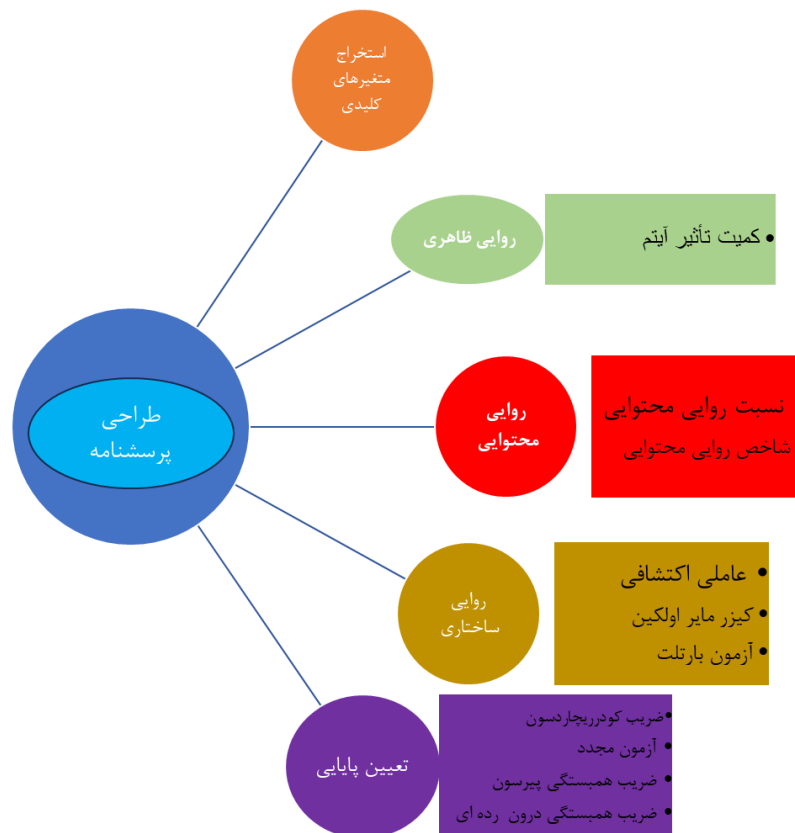 استخراج
متغیرهای
کلیدی
روایی ظاهری
• کمیت تأثیر آیتم
طراحی
پرسشنامه
روایی
محتوایی
نسبت روایی محتوایی
شاخص روایی محتوایی
روایی
ساختاری
• عاملی اکتشافی
• کیزر مایر اولکین
• آزمون بارتلت
تعیین پایایی
• ضریب کودرریچاردسون
• آزمون مجدد
• ضریب همبستگی پیرسون
• ضریب همبستگی درون رده ای